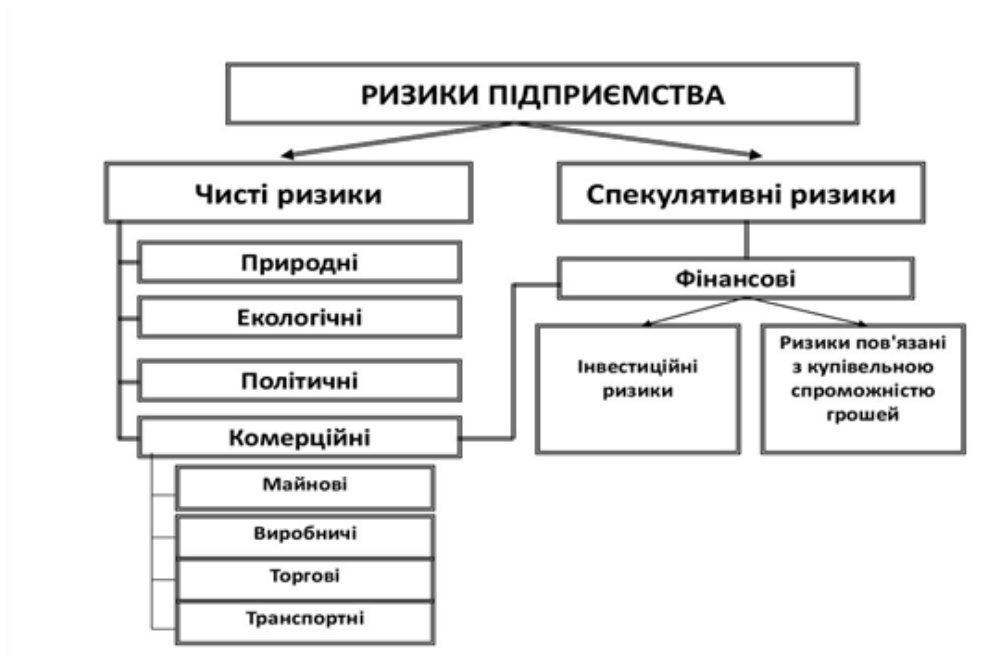 РИЗИКИ ПІДПРИЄМСТВА
Чисті ризики
Спекулятивні ризики
Природні
Фінансові
Екологічні
Політичні
Комерційні
Інвестиційні
ризики
Ризики пов'язані
з купівельною
спроможністю
грошей
Майнові
Виробничі
Торгові
Транспортні